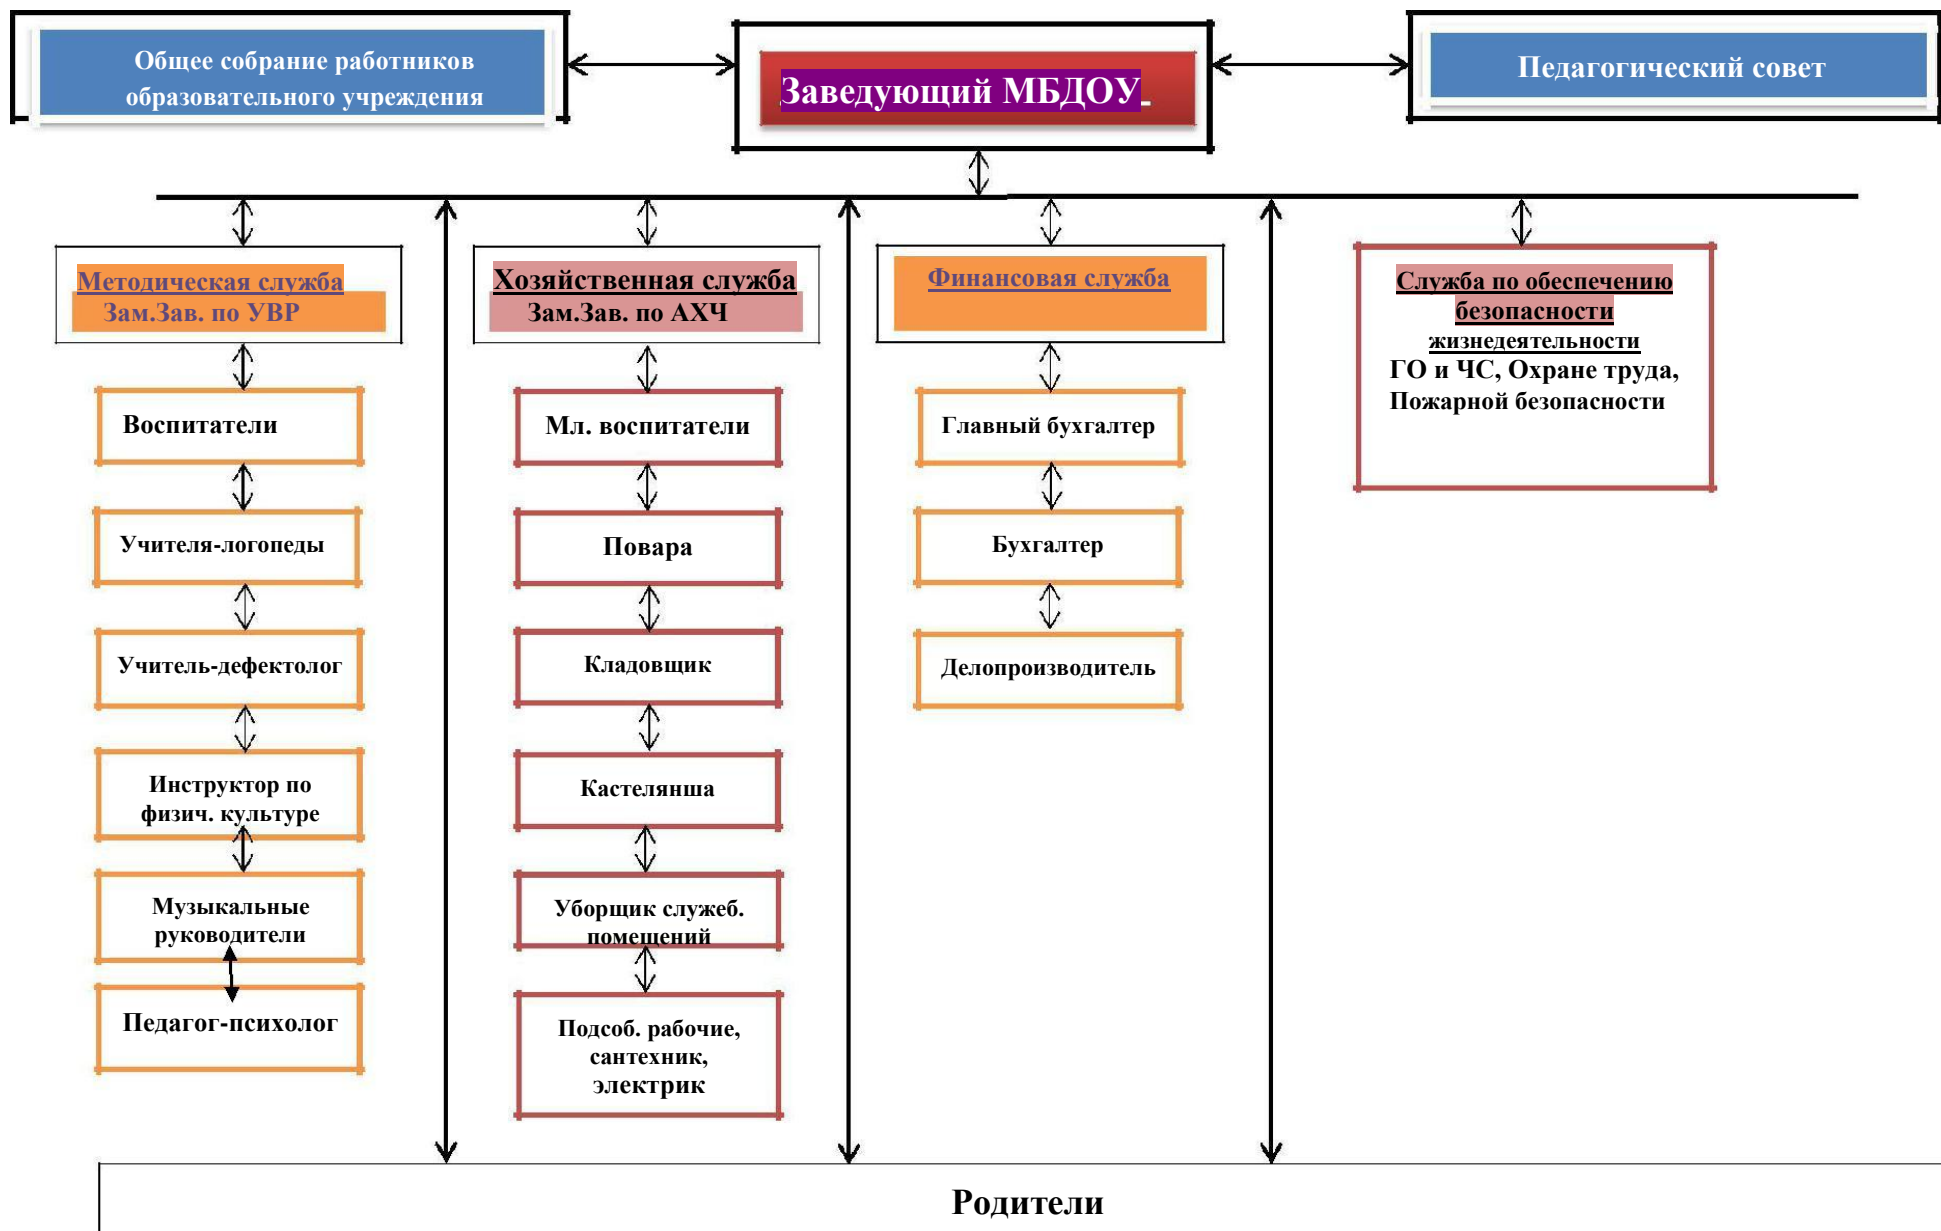 Общее собрание работников
образовательного учреждения
Заведующий МБДОУ
Педагогический совет
Методическая служба
Зам.Зав. по УВР
Воспитатели
Учителя-логопеды
Учитель-дефектолог
Инструктор по
физич. культуре
Музыкальные
руководители
Педагог-психолог
Хозяйственная служба
Зам.Зав. по АХЧ
Мл. воспитатели
Повара
Кладовщик
Кастелянша
Уборщик служеб.
помещений
Подсоб. рабочие,
сантехник,
электрик
Финансовая служба
Главный бухгалтер
Бухгалтер
Делопроизводитель
Служба по обеспечению
безопасности
жизнедеятельности
ГО и ЧС, Охране труда,
Пожарной безопасности
Родители